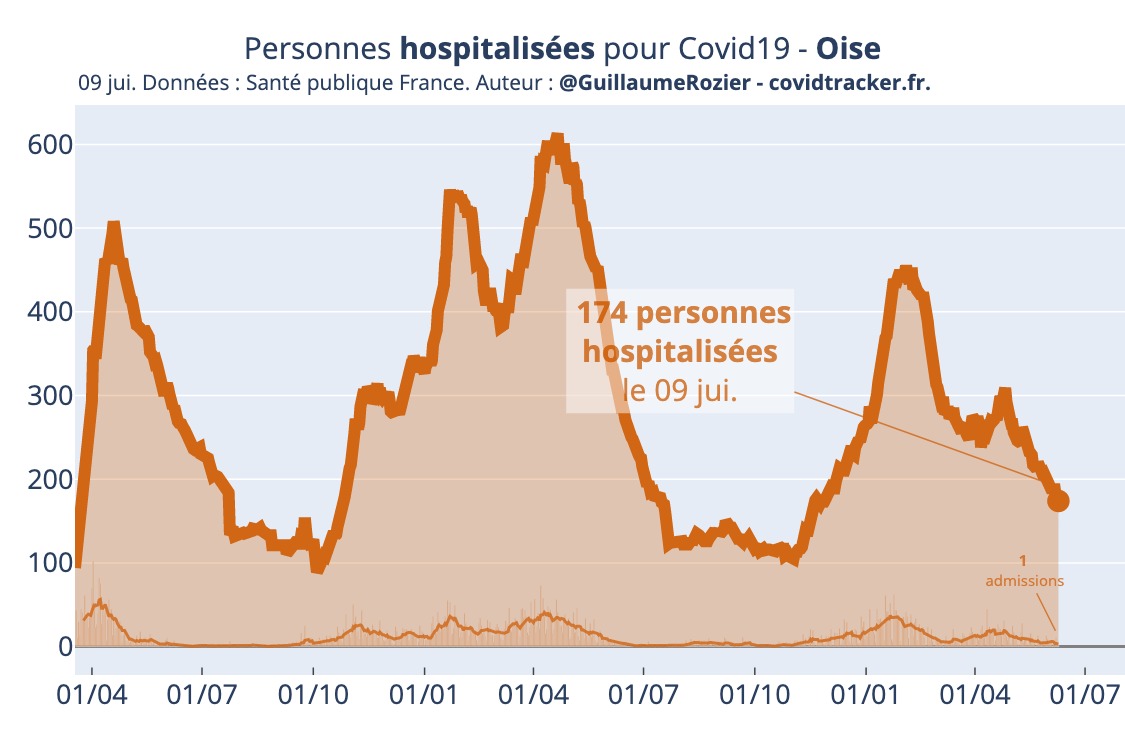 Personnes hospitalisées pour Covid19 - Oise
09 jui. Données : Santé publique France. Auteur : @GuillaumeRozier - covidtracker.fr.
600
500
400
300
200
100
0
174 personnes
hospitalisées
le 09 jui.
1
admissions
01/04 01/07 01/10 01/01 01/04 01/07 01/10 01/01 01/04 01/07